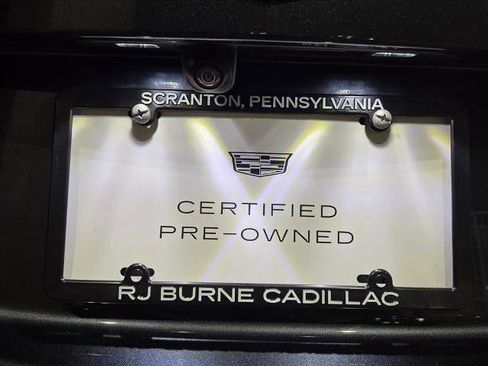 SCRANTON, PENNSYLVANIA
CERTIFIED
PRE-OWNED
RJ BURNE CADILLAC